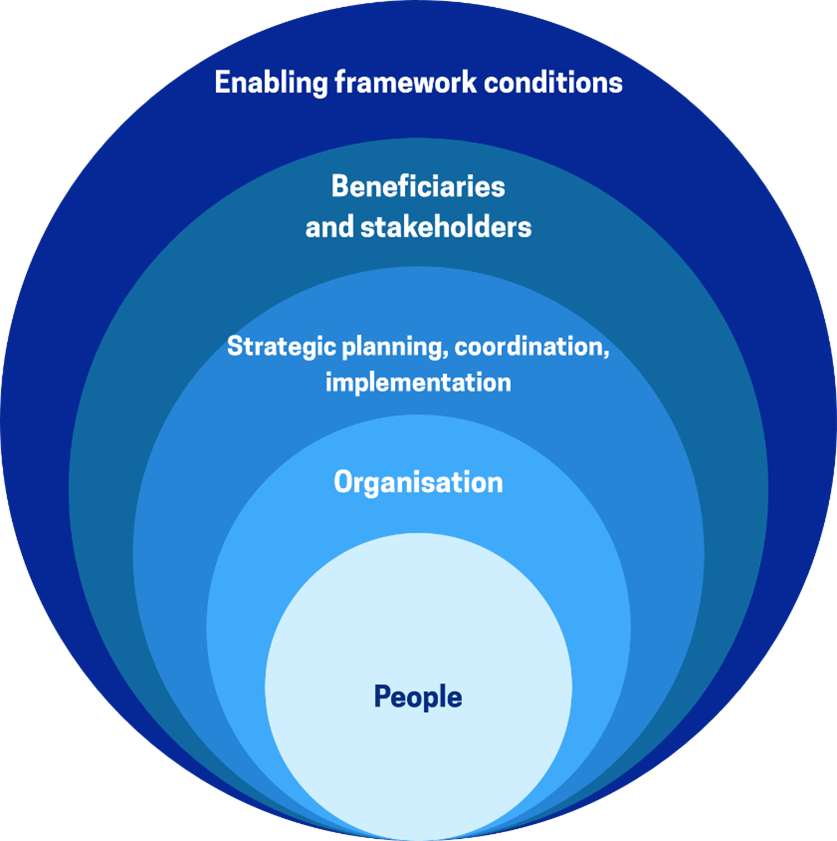 Enabling framework conditions
Beneficiaries
and stakeholders
Strategic planning, coordination,
implementation
Organisation
People